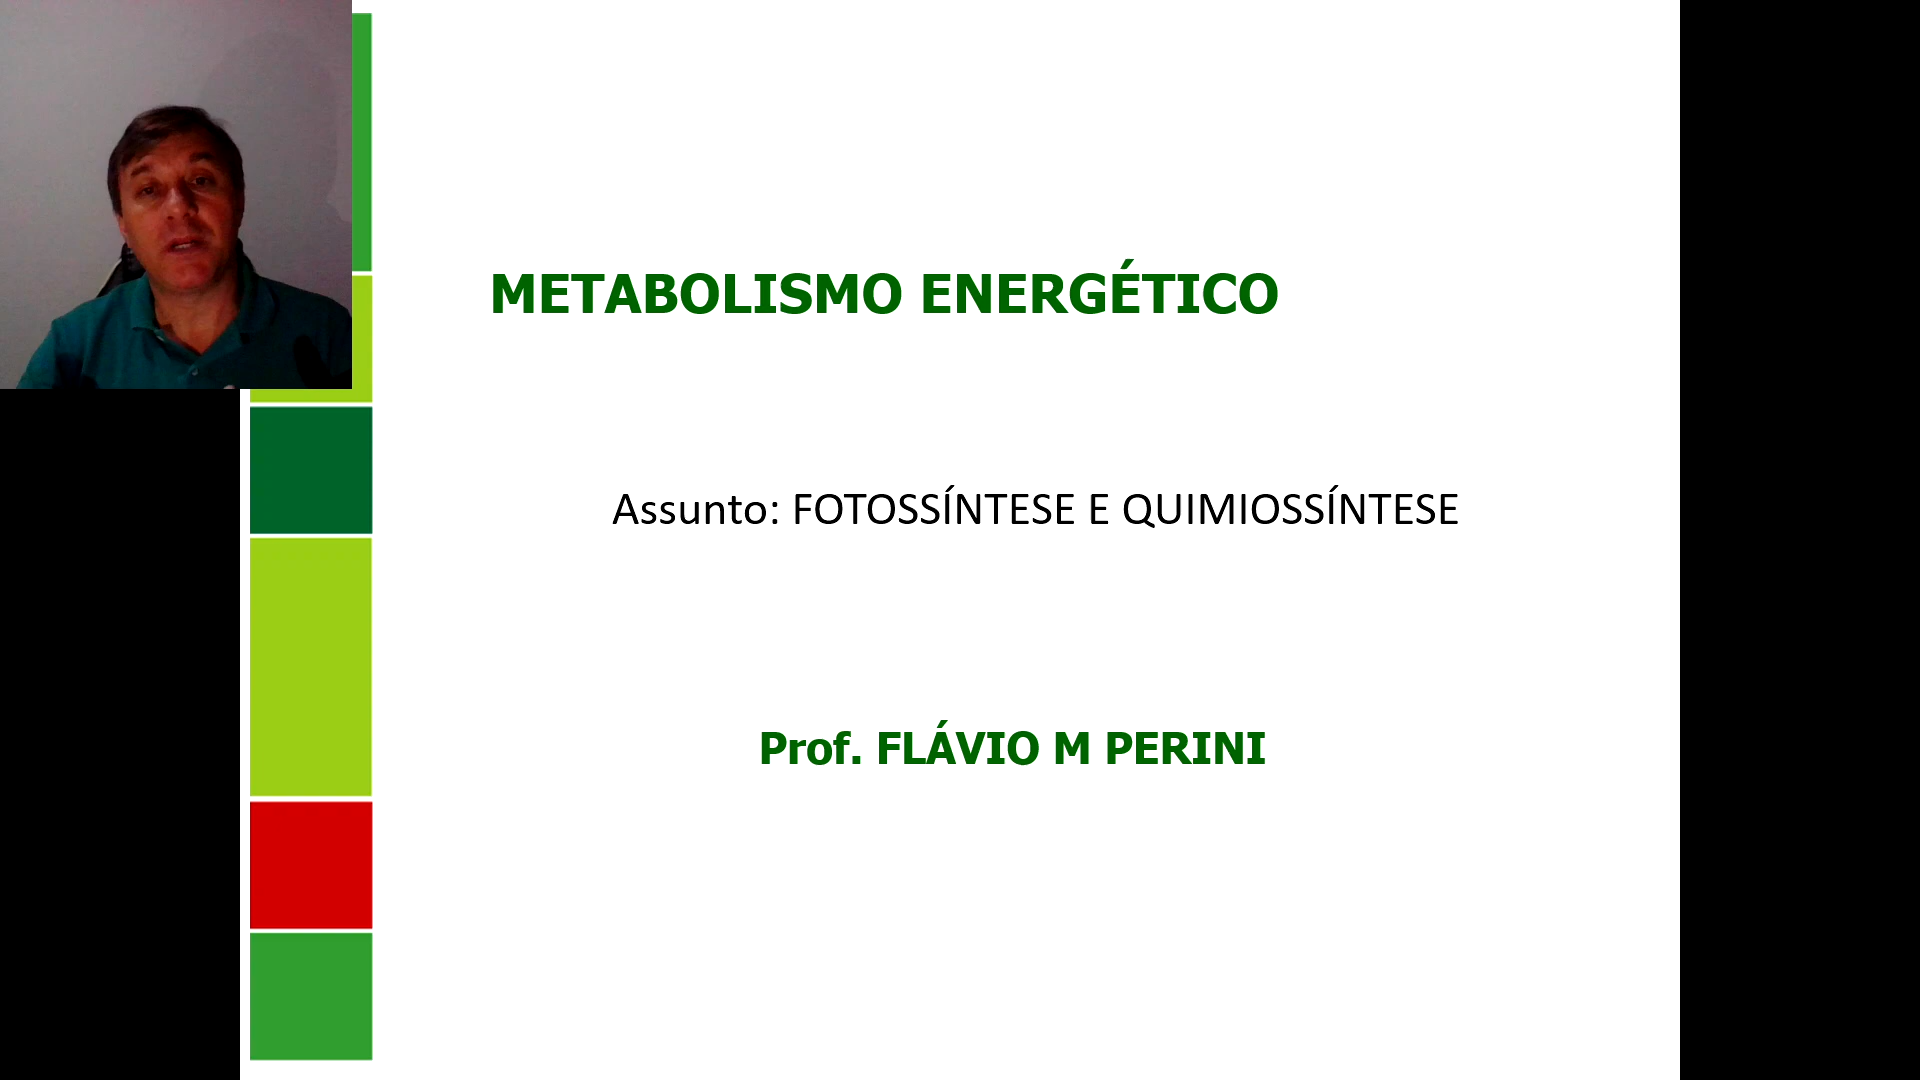 METABOLISMO ENERGÉTICO
Assunto: FOTOSSÍNTESE E QUIMIOSSÍNTESE
Prof. FLÁVIO M PERINI